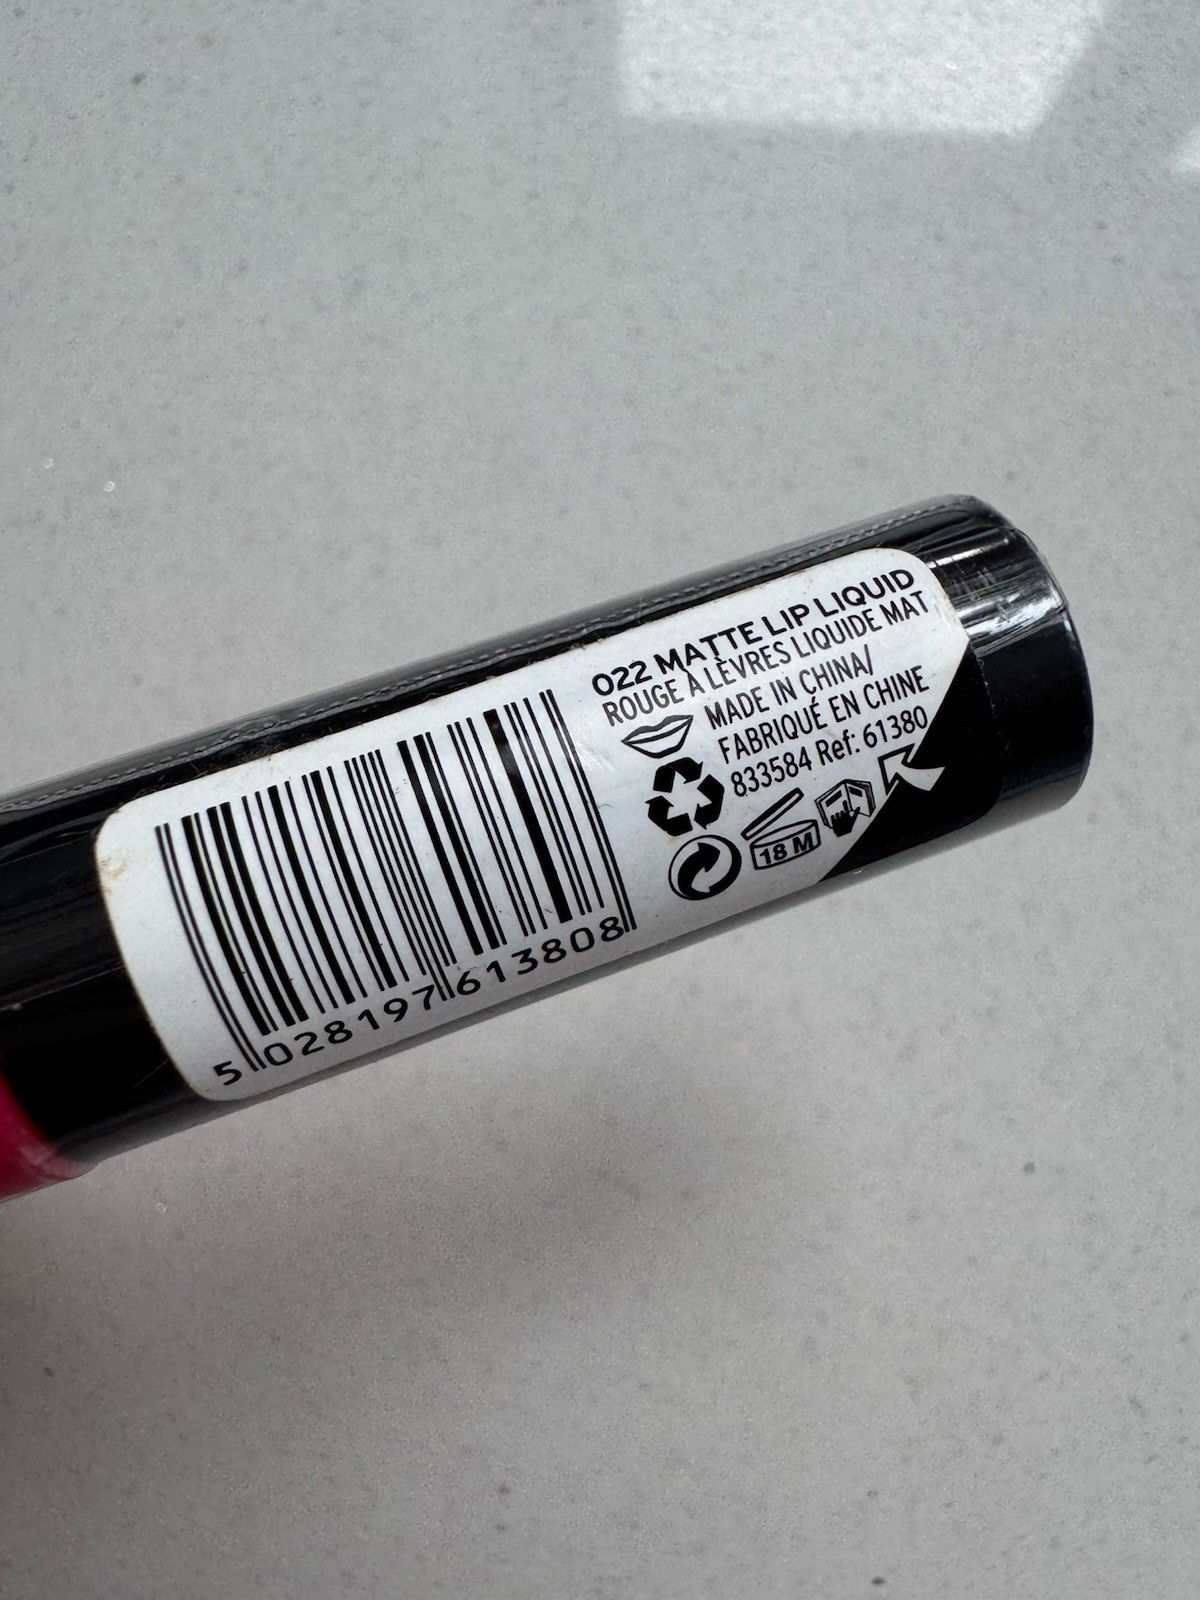 022 MATTE LIP LIQUID
ROUGE À LÈVRES LIQUIDE MAT
MADE IN CHINA/
FABRIQUÉ EN CHINE
833584 Ref: 61380
18 M
5 028197 613808